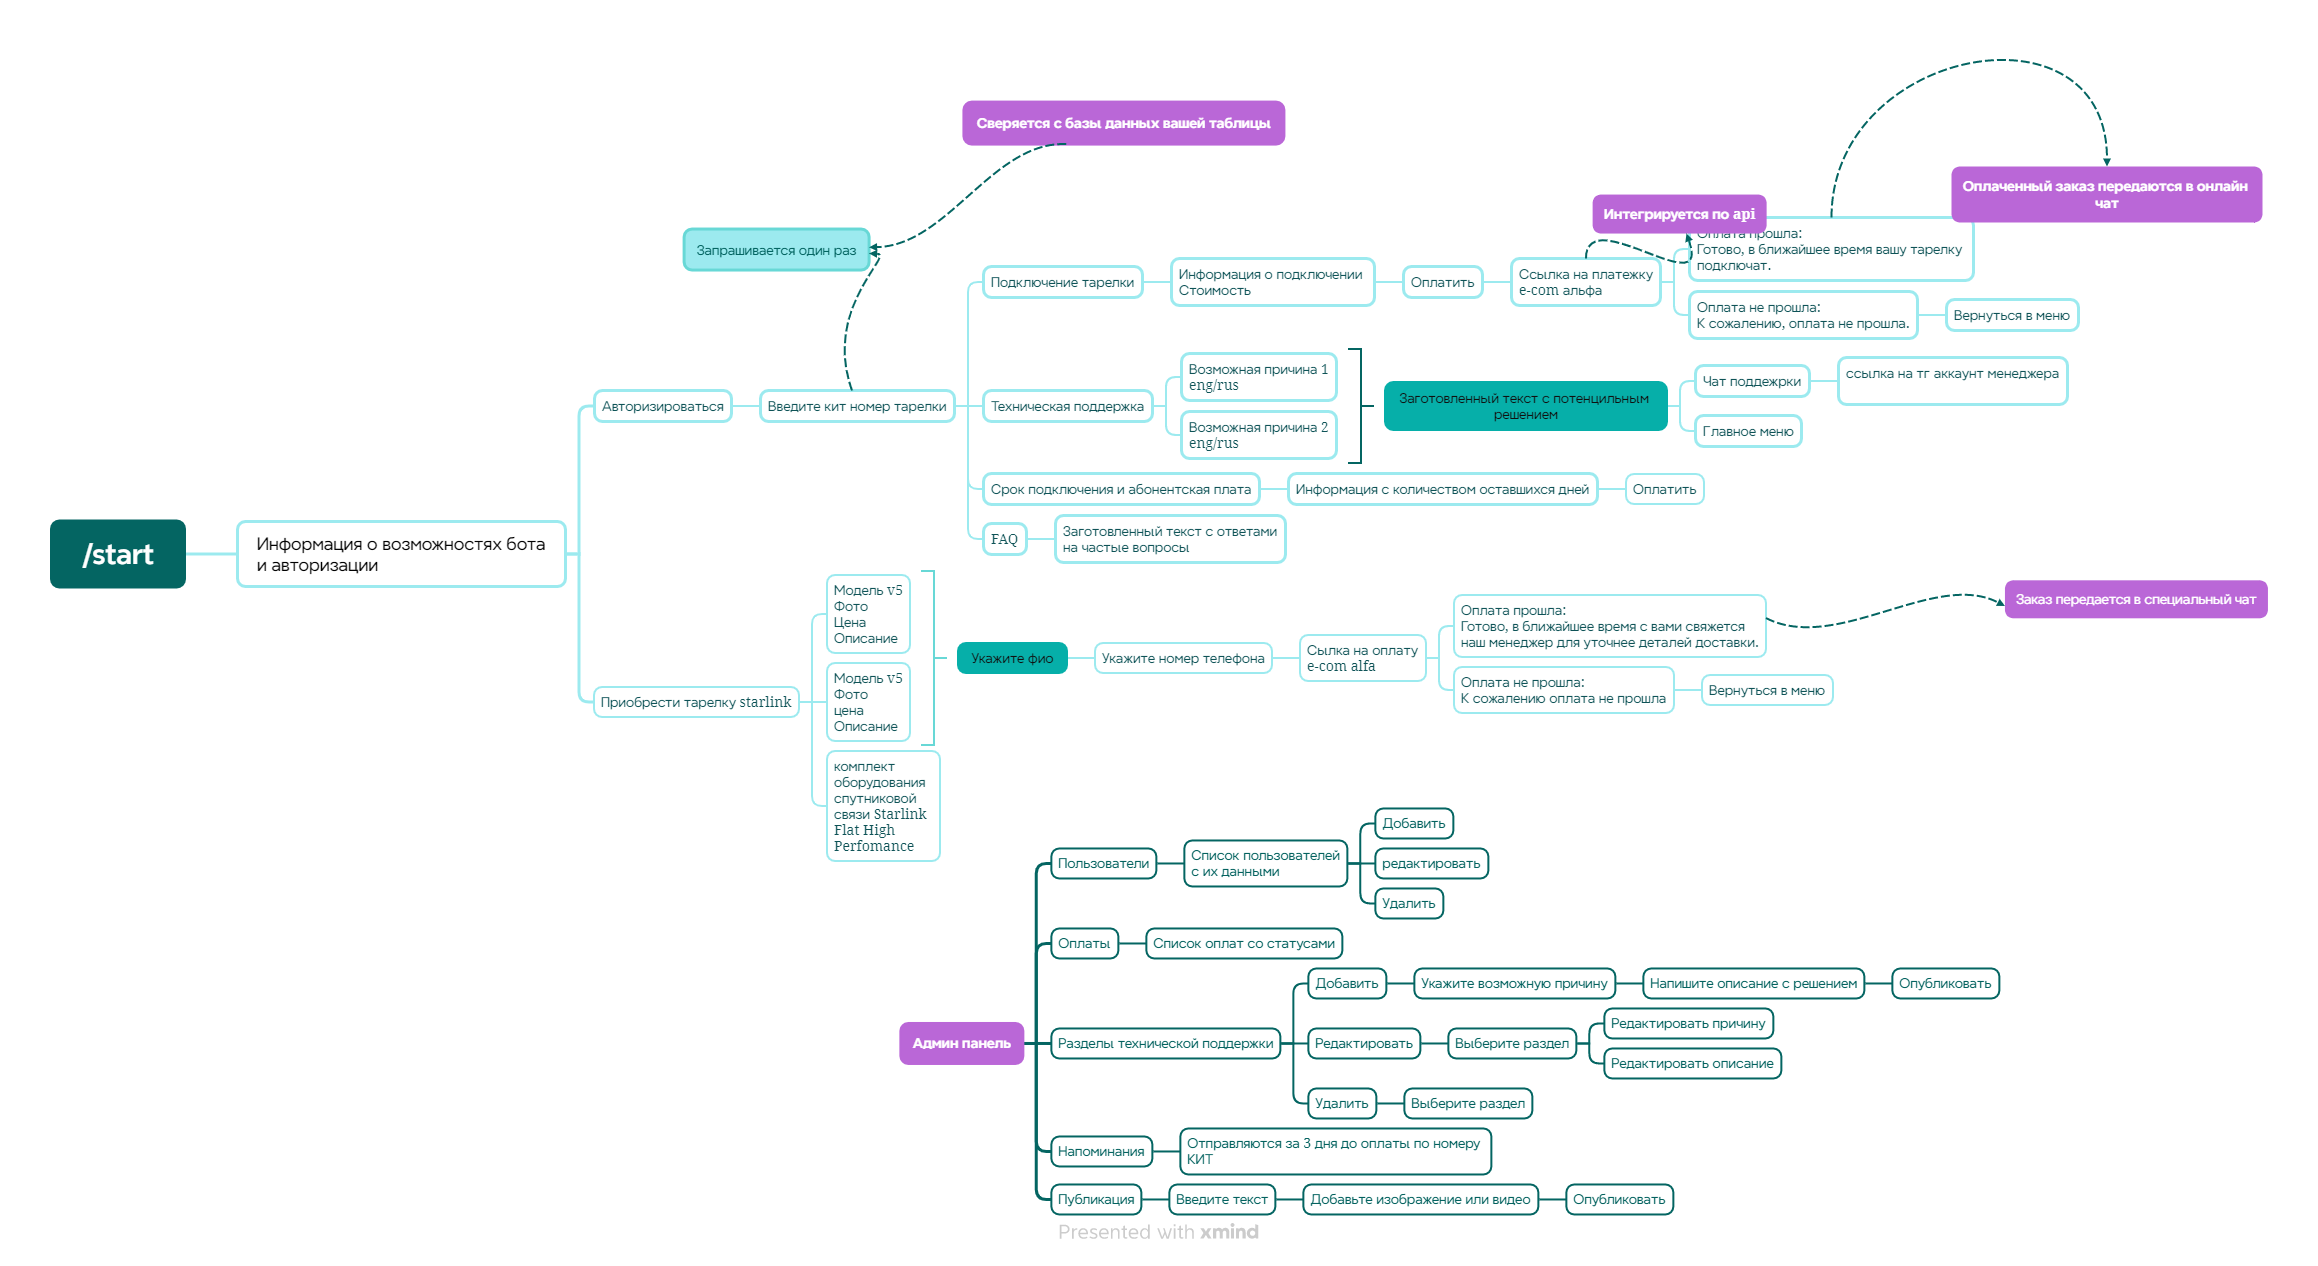 Сверяется с базы данных вашей таблицы
Запрашивается один раз
Оплаченный заказ передаются в онлайн
чат
Интегрируется по api
/start
Информация о возможностях бота
и авторизации
Авторизироваться
Введите кит номер тарелки
Подключение тарелки
Информация о подключении
Стоимость
Оплатить
Ссылка на платежку
e-com альфа
Оплата прошла:
Готово, в ближайшее время вашу тарелку
подключат.
Оплата не прошла:
К сожалению, оплата не прошла.
Вернуться в меню
Техническая поддержка
Возможная причина 1
eng/rus
Возможная причина 2
eng/rus
Заготовленный текст с потенцильным
решением
Чат поддежрки
ссылка на тг аккаунт менеджера
Главное меню
Срок подключения и абонентская плата
Информация с количеством оставшихся дней
Оплатить
FAQ
Заготовленный текст с ответами
на частые вопросы
Приобрести тарелку starlink
Модель v5
Фото
Цена
Описание
Модель v5
Фото
цена
Описание
комплект
оборудования
спутниковой
связи Starlink
Flat High
Perfomance
Укажите фио
Укажите номер телефона
Сылка на оплату
e-com alfa
Оплата прошла:
Готово, в ближайшее время с вами свяжется
наш менеджер для уточнее деталей доставки.
Оплата не прошла:
К сожалению оплата не прошла
Вернуться в меню
Заказ передается в специальный чат
Админ панель
Пользователи
Список пользователей
с их данными
Добавить
редактировать
Удалить
Оплаты
Список оплат со статусами
Разделы технической поддержки
Добавить
Укажите возможную причину
Напишите описание с решением
Опубликовать
Редактировать
Выберите раздел
Редактировать причину
Редактировать описание
Удалить
Выберите раздел
Напоминания
Отправляются за 3 дня до оплаты по номеру
КИТ
Публикация
Введите текст
Добавьте изображение или видео
Опубликовать
Presented with xmind